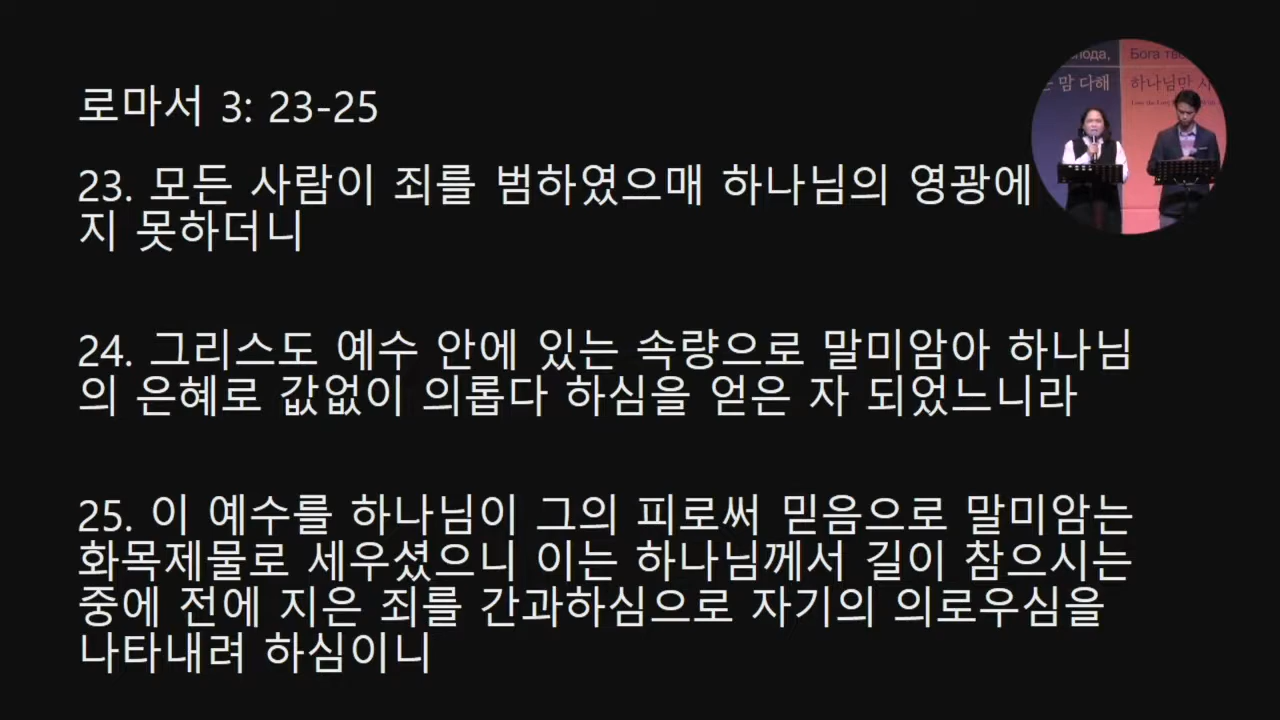 로마서 3: 23-25
23. 모든 사람이 죄를 범하였으매 하나님의 영광에
지 못하더니
24. 그리스도 예수 안에 있는 속량으로 말미암아 하나님
의 은혜로 값없이 의롭다 하심을 얻은 자 되었느니라
25. 이 예수를 하나님이 그의 피로써 믿음으로 말미암는
화목제물로 세우셨으니 이는 하나님께서 길이 참으시는
중에 전에 지은 죄를 간과하심으로 자기의 의로우심을
나타내려 하심이니
Бога
맘 다해
하나님만